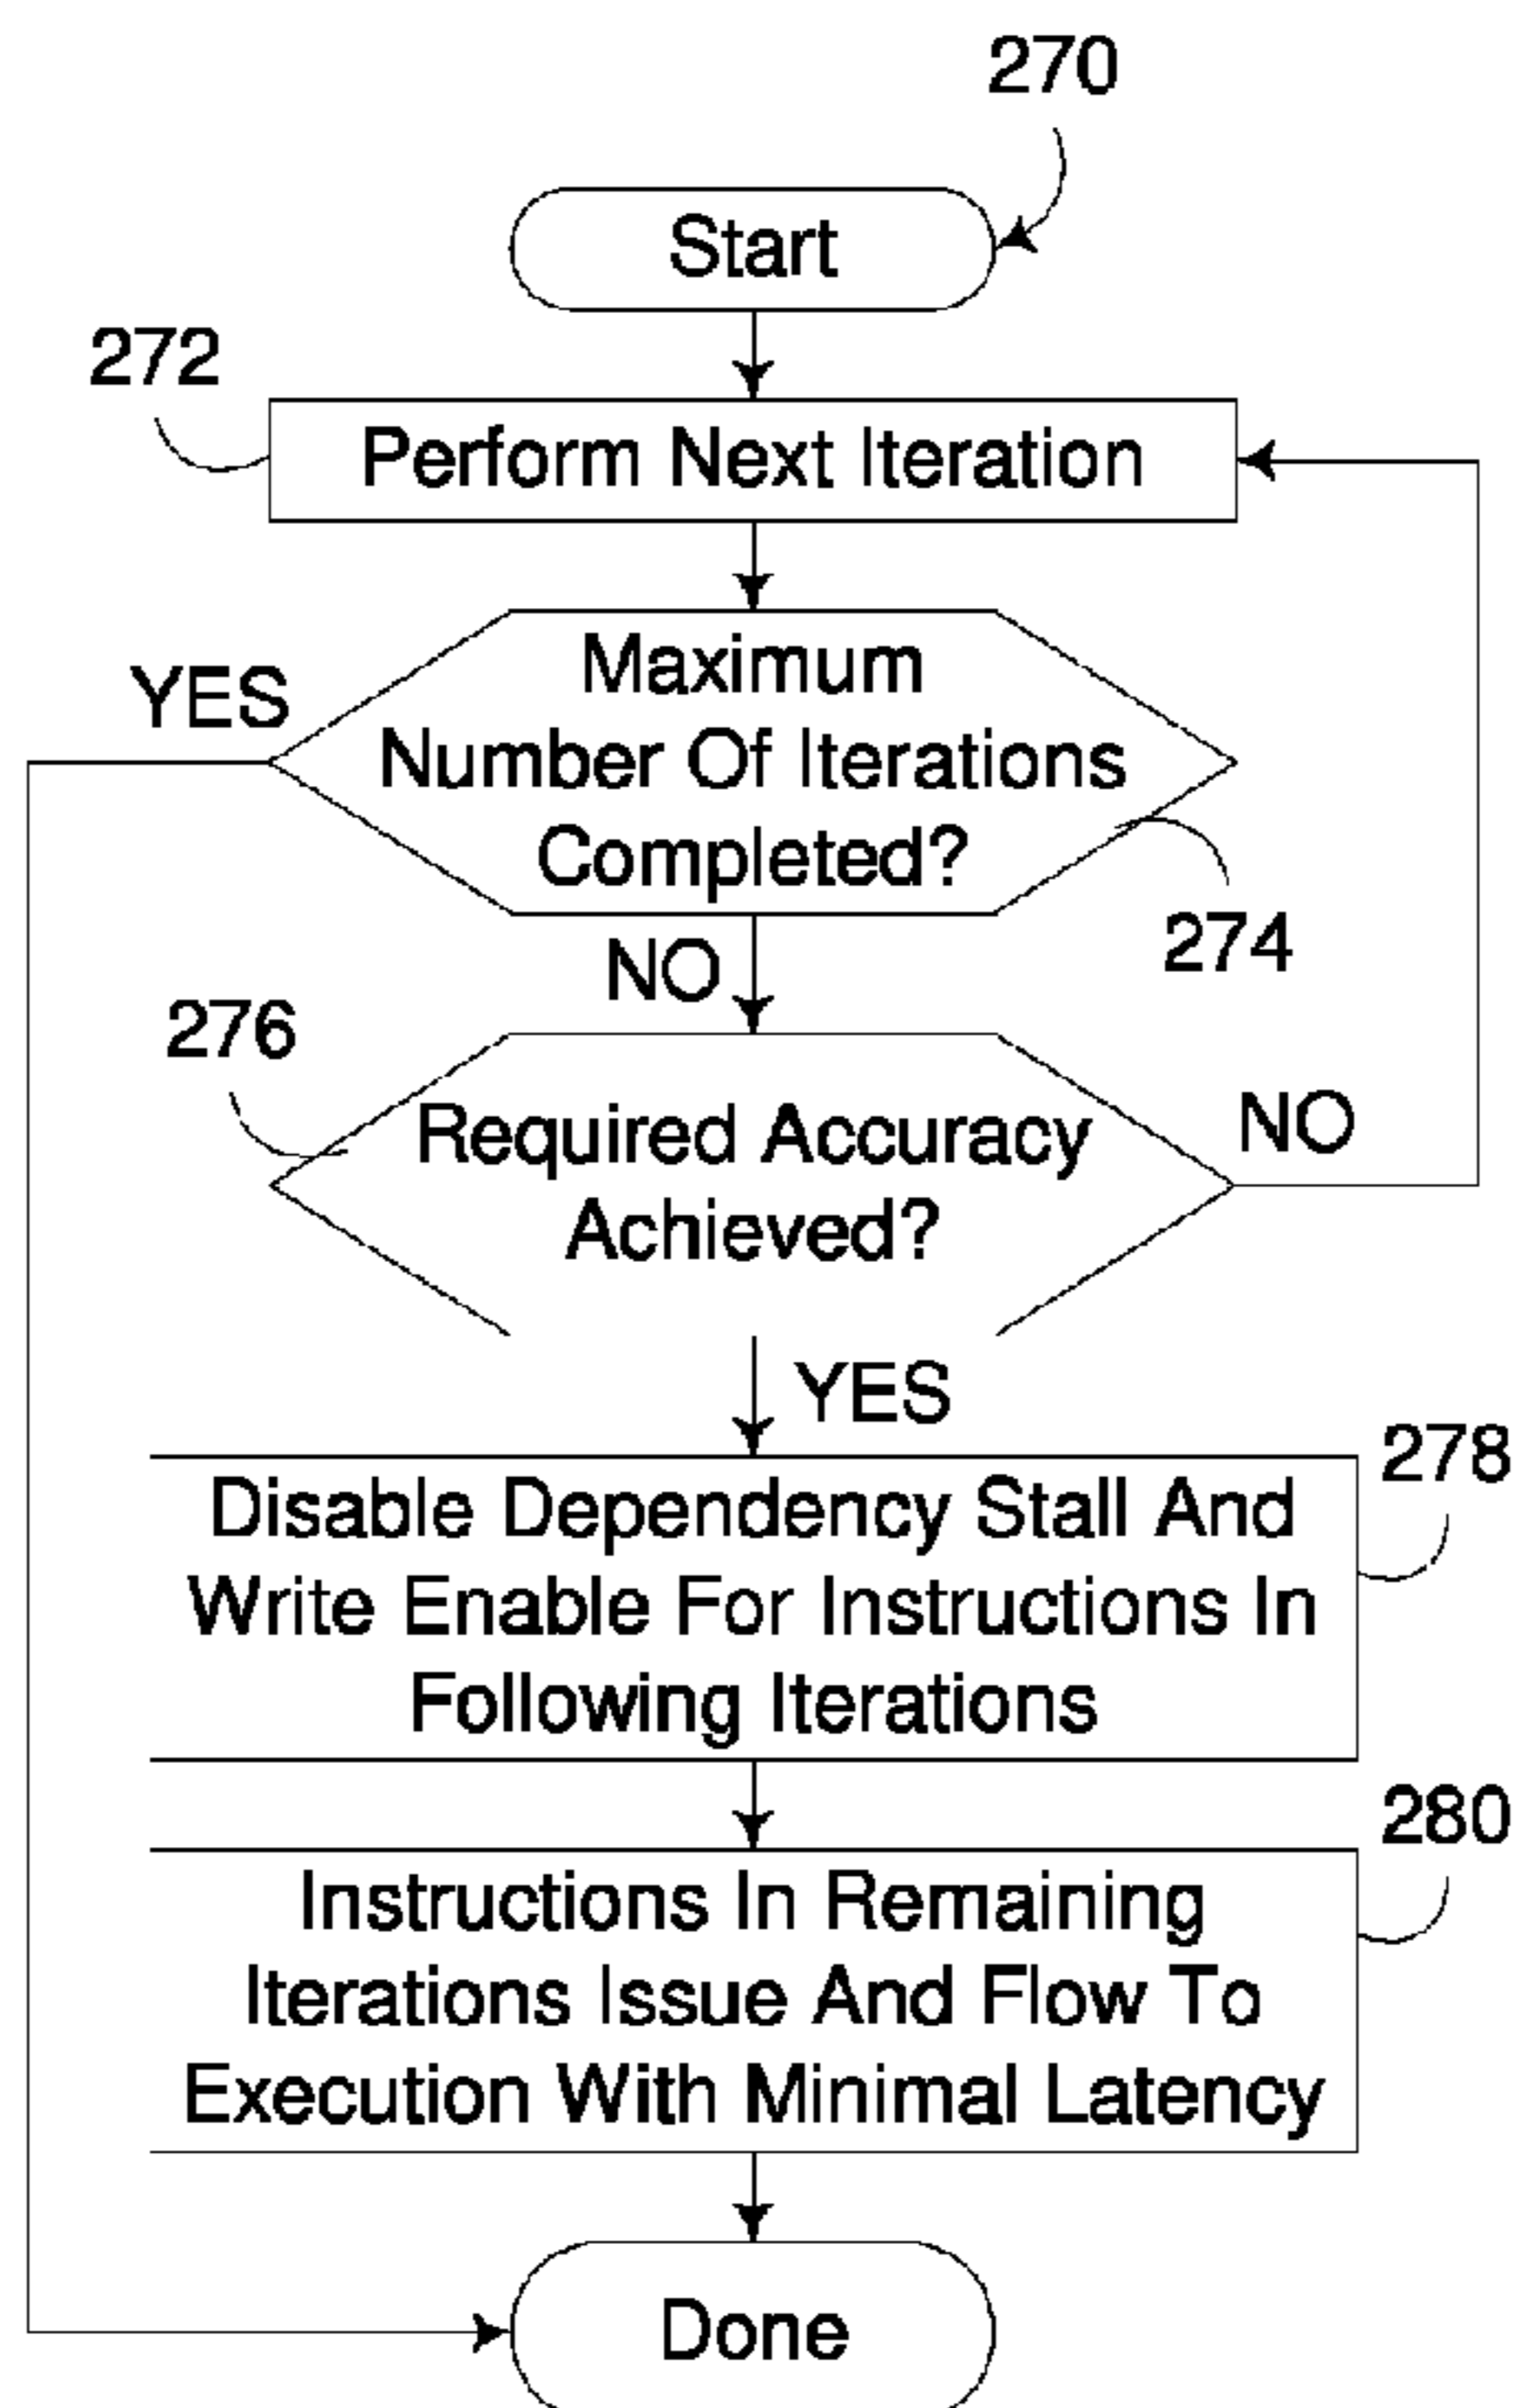 270
Start
272
Perform Next Iteration
Maximum
YES
Number Of Iterations
Completed?
274
NO
276
Required Accuracy
NO
Achieved?
YES
278
Disable Dependency Stall And
Write Enable For Instructions In
Following Iterations
280
Instructions In Remaining
Iterations Issue And Flow To
Execution With Minimal Latency
Done